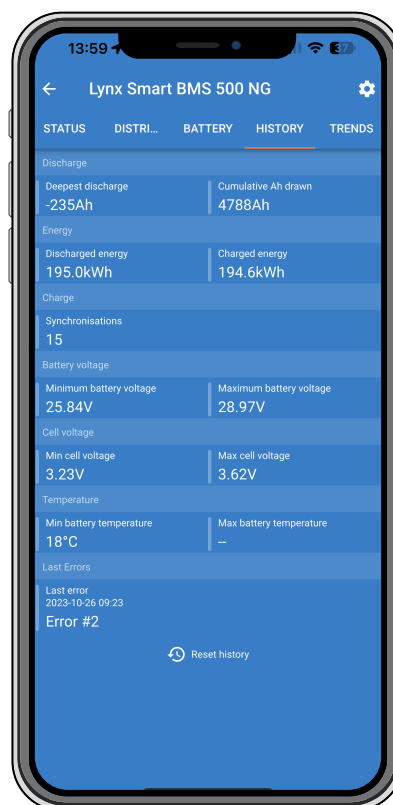 13:59
37
Lynx Smart BMS 500 NG
STATUS DISTRI... BATTERY HISTORY TRENDS
Discharge
Deepest discharge Cumulative Ah drawn
-235Ah 4788Ah
Energy
Discharged energy Charged energy
195.0kWh 194.6kWh
Charge
Synchronisations
15
Battery voltage
Minimum battery voltage Maximum battery voltage
25.84V 28.97V
Cell voltage
Min cell voltage Max cell voltage
3.23V 3.62V
Temperature
Min battery temperature Max battery temperature
18°C --
Last Errors
Last error
2023-10-26 09:23
Error #2
Reset history